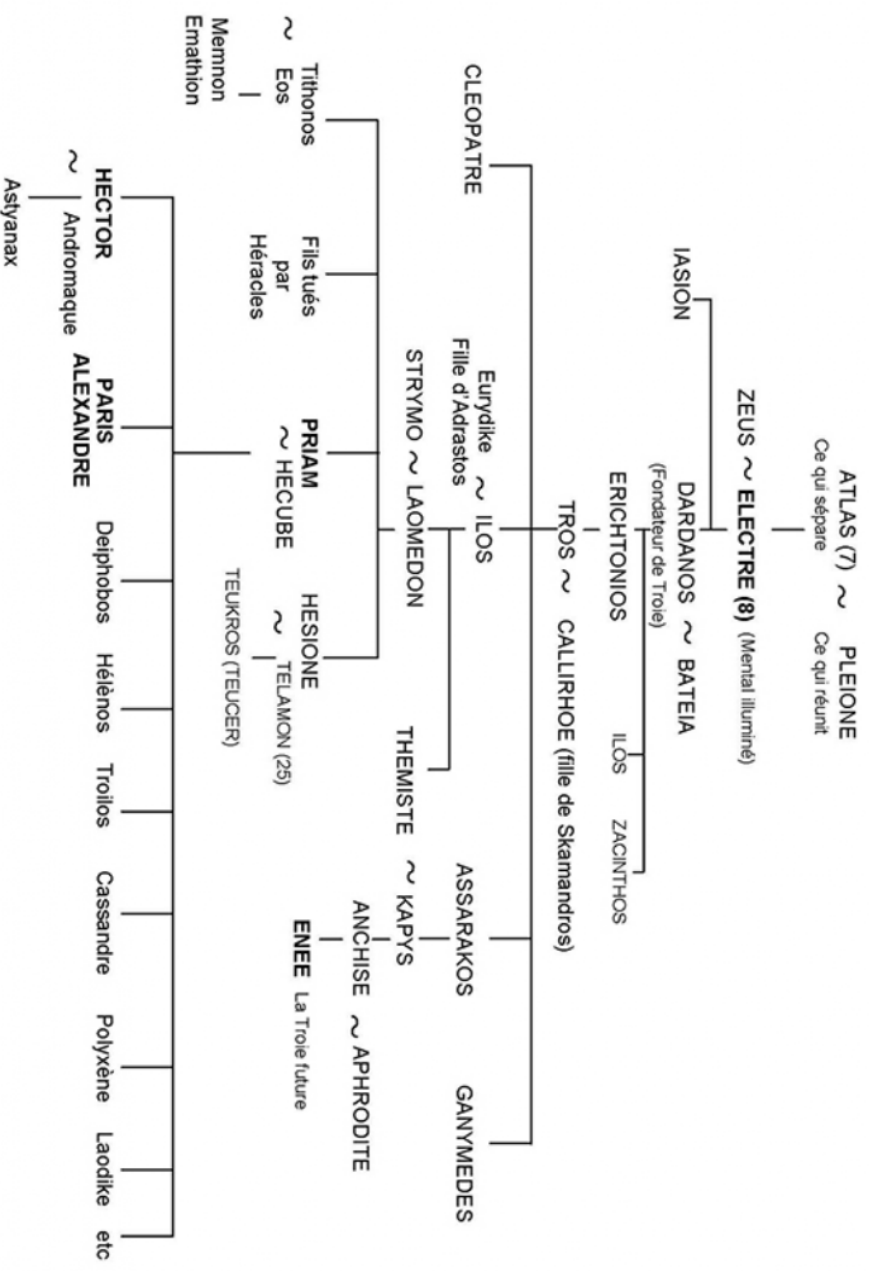 ATLAS (7) ~ PLEIONE
Ce qui sépare Ce qui réunit
ZEUS ~ ELECTRE (8) (Mental illuminé)
IASION DARDANOS ~ BATEIA
(Fondateur de Troie)
ERICHTONIOS ILOS ZACINTHOS
TROS ~ CALLIRHOE (fille de Skamandros)
CLEOPATRE Eurydike ~ ILOS ASSARAKOS GANYMEDES
Fille d'Adrastos
STRYMO ~ LAOMEDON THEMISTE ~ KAPYS
ANCHISE ~ APHRODITE
Tithonos Fils tués PRIAM HESIONE ENEE La Troie future
~ Eos par ~ HECUBE ~ TELAMON (25)
Héracles
Memnon TEUKROS (TEUCER)
Emathion
HECTOR PARIS Deiphobos Hélènos Troilos Cassandre Polyxène Laodike etc
~ Andromaque ALEXANDRE
Astyanax